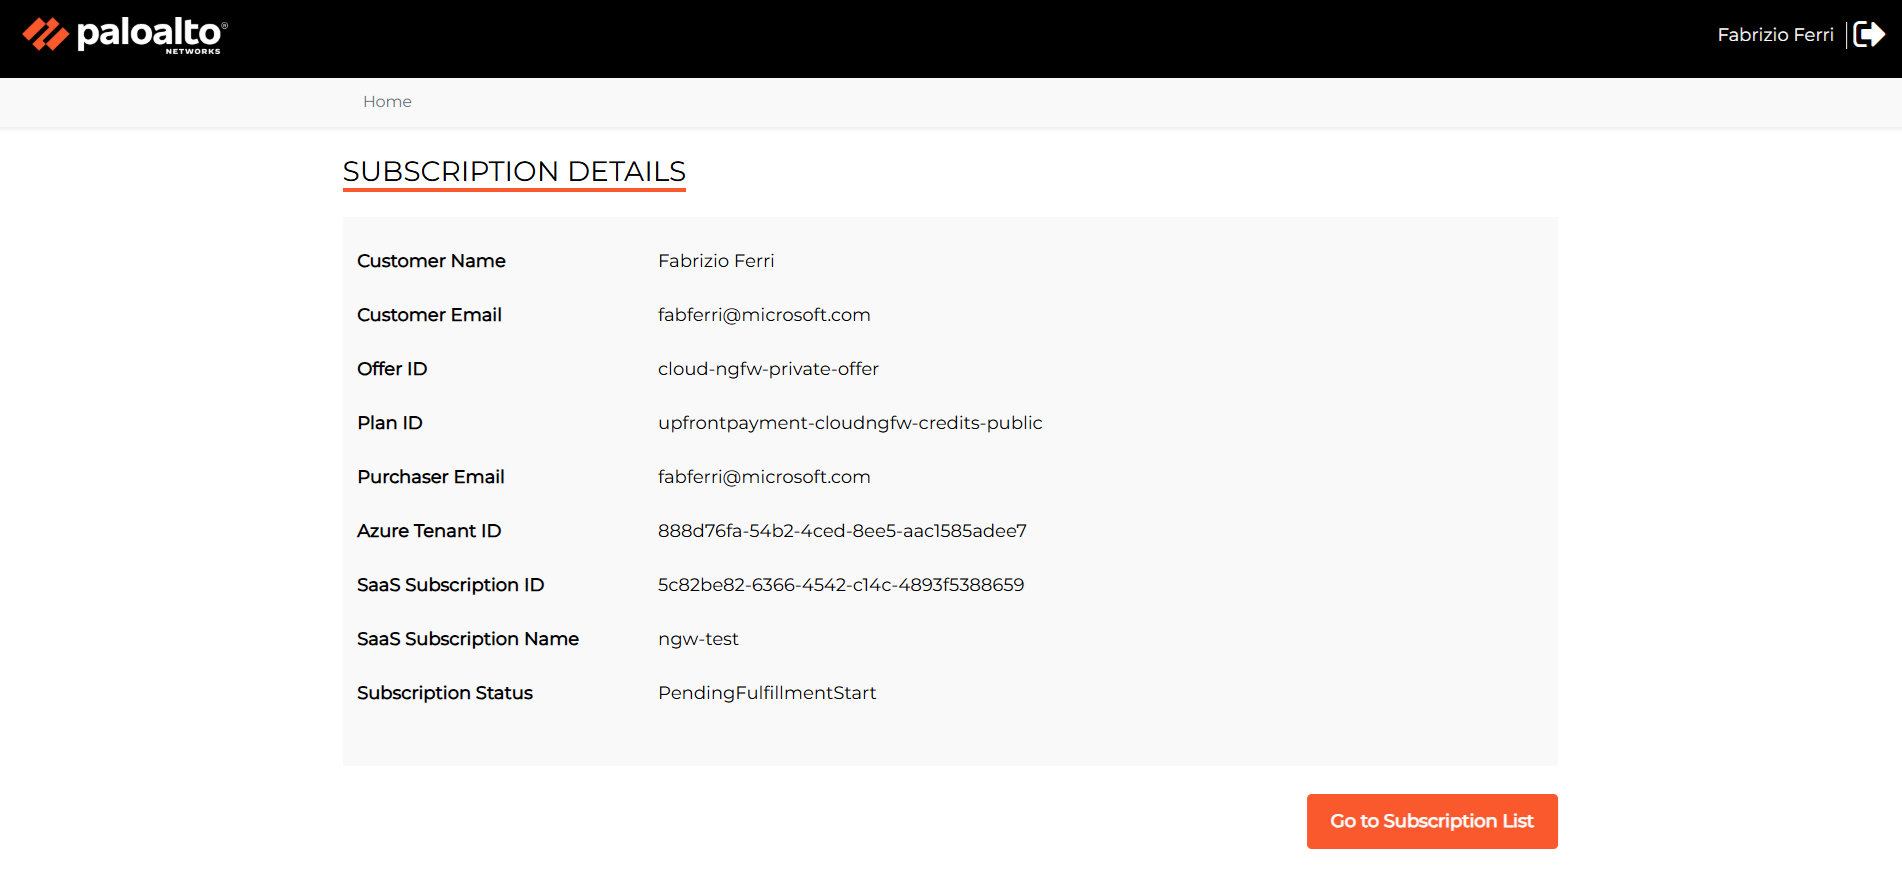 paloalto®
NETWORKS
Fabrizio Ferri
Home
SUBSCRIPTION DETAILS
Customer Name Fabrizio Ferri
Customer Email fabferri@microsoft.com
Offer ID cloud-ngfw-private-offer
Plan ID upfrontpayment-cloudngfw-credits-public
Purchaser Email fabferri@microsoft.com
Azure Tenant ID 888d76fa-54b2-4ced-8ee5-aac1585adee7
SaaS Subscription ID 5c82be82-6366-4542-c14c-4893f5388659
SaaS Subscription Name ngw-test
Subscription Status PendingFulfillmentStart
Go to Subscription List